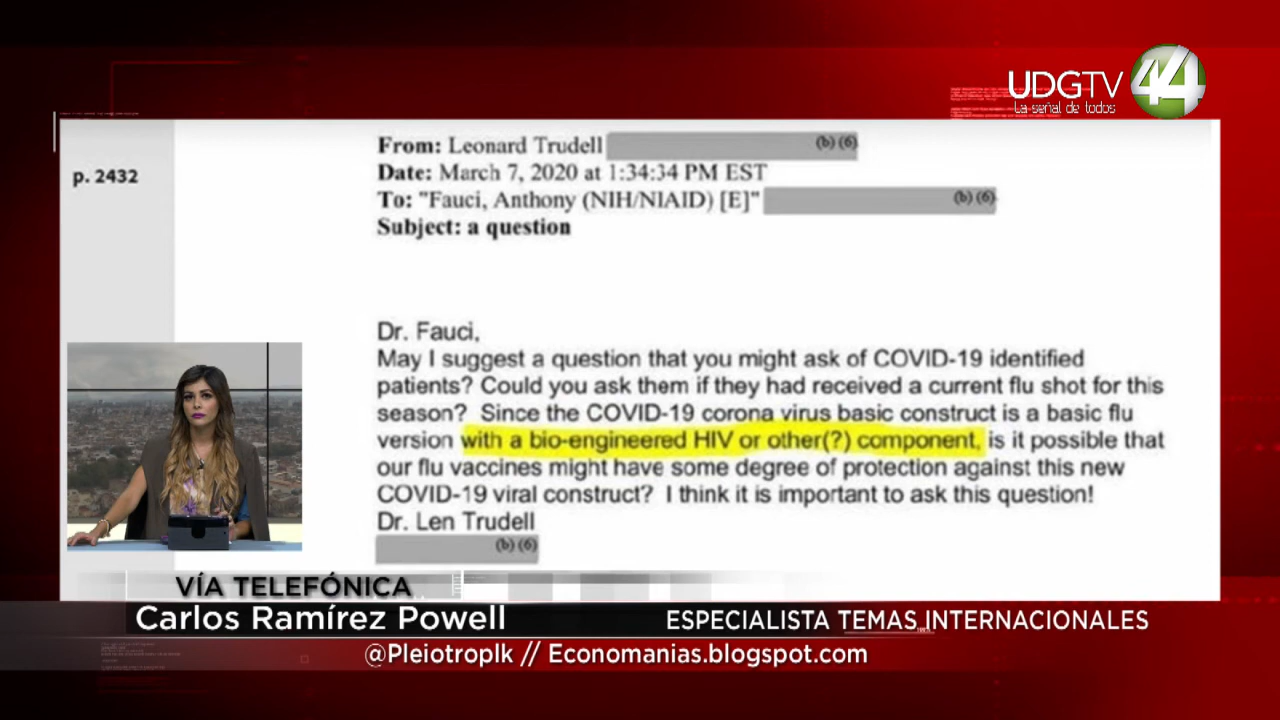 UDGTV 44
La señal de todos
p. 2432
From: Leonard Trudell (b) (6)
Date: March 7, 2020 at 1:34:34 PM EST
To: "Fauci, Anthony (NIH/NIAID) [E]" (b) (6)
Subject: a question
Dr. Fauci,
May I suggest a question that you might ask of COVID-19 identified
patients? Could you ask them if they had received a current flu shot for this
season? Since the COVID-19 corona virus basic construct is a basic flu
version with a bio-engineered HIV or other(?) component, is it possible that
our flu vaccines might have some degree of protection against this new
COVID-19 viral construct? I think it is important to ask this question!
Dr. Len Trudell
(b) (6)
VÍA TELEFÓNICA
Carlos Ramírez Powell
ESPECIALISTA TEMAS INTERNACIONALES
@Pleiotroplk // Economanias.blogspot.com